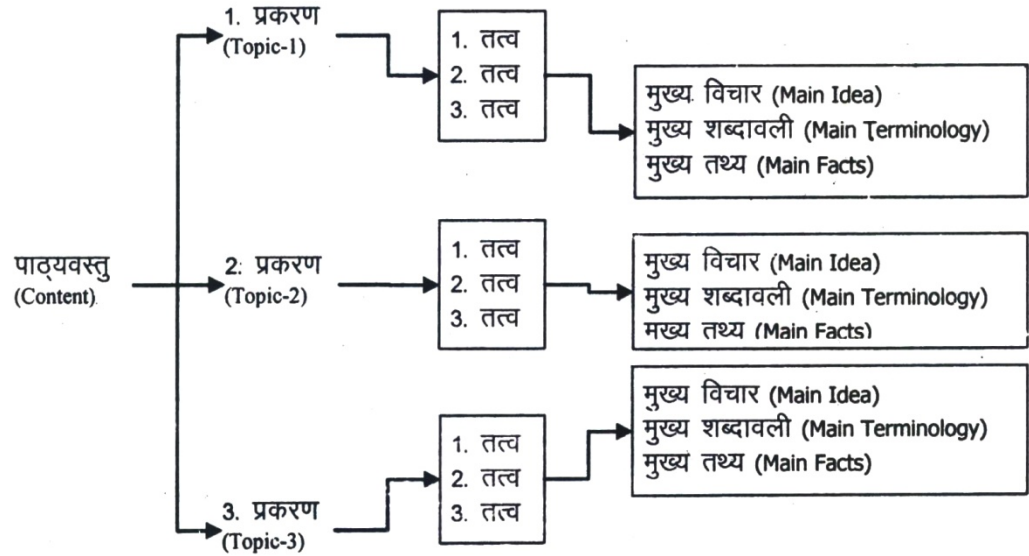 1. प्रकरण
(Topic-1)
1. तत्व
2. तत्व
3. तत्व
मुख्य विचार (Main Idea)
मुख्य शब्दावली (Main Terminology)
मुख्य तथ्य (Main Facts)
पाठ्यवस्तु
(Content)
2: प्रकरण
(Topic-2)
1. तत्व
2. तत्व
3. तत्व
मुख्य विचार (Main Idea)
मुख्य शब्दावली (Main Terminology)
मुख्य तथ्य (Main Facts)
3. प्रकरण
(Topic-3)
1. तत्व
2. तत्व
3. तत्व
मुख्य विचार (Main Idea)
मुख्य शब्दावली (Main Terminology)
मुख्य तथ्य (Main Facts)